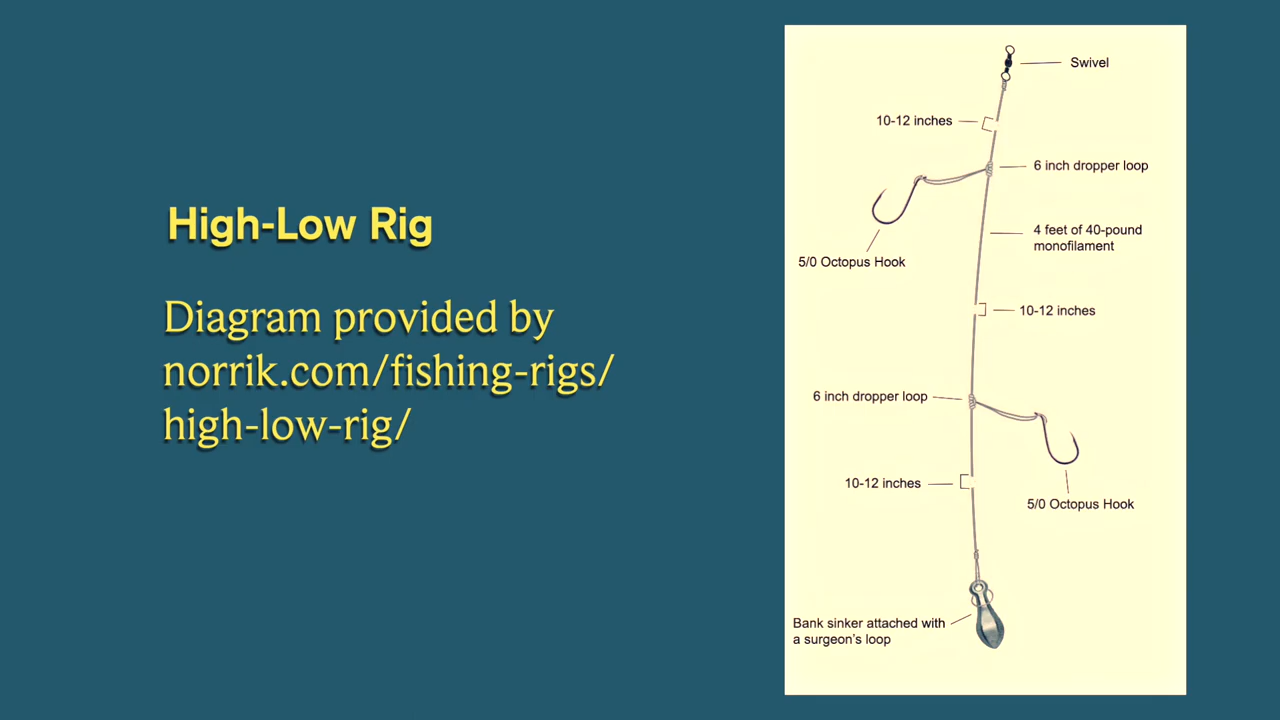 High-Low Rig
Diagram provided by
norrik.com/fishing-rigs/
high-low-rig/
Swivel
10-12 inches
6 inch dropper loop
5/0 Octopus Hook
4 feet of 40-pound
monofilament
10-12 inches
6 inch dropper loop
10-12 inches
5/0 Octopus Hook
Bank sinker attached with
a surgeon's loop